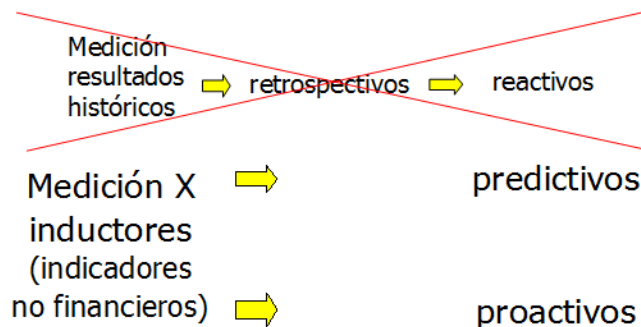 Medición
resultados
históricos
retrospectivos
reactivos
Medición X
inductores
(indicadores
no financieros)
predictivos
proactivos